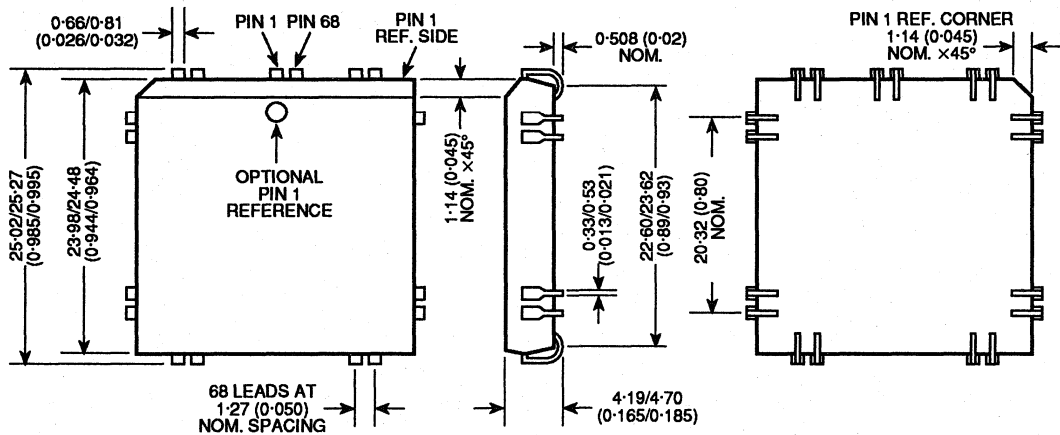 0·66/0·81
(0·026/0·032)
PIN 1 PIN 68
PIN 1
REF. SIDE
0·508 (0·02)
NOM.
PIN 1 REF. CORNER
1·14 (0·045)
NOM. ×45°
25·02/25·27
(0·985/0·995)
23·98/24·48
(0·944/0·964)
OPTIONAL
PIN 1
REFERENCE
1·14 (0·045)
NOM. ×45°
0·33/0·53
(0·013/0·021)
22·60/23·62
(0·89/0·93)
20·32 (0·80)
NOM.
68 LEADS AT
1·27 (0·050)
NOM. SPACING
4·19/4·70
(0·165/0·185)